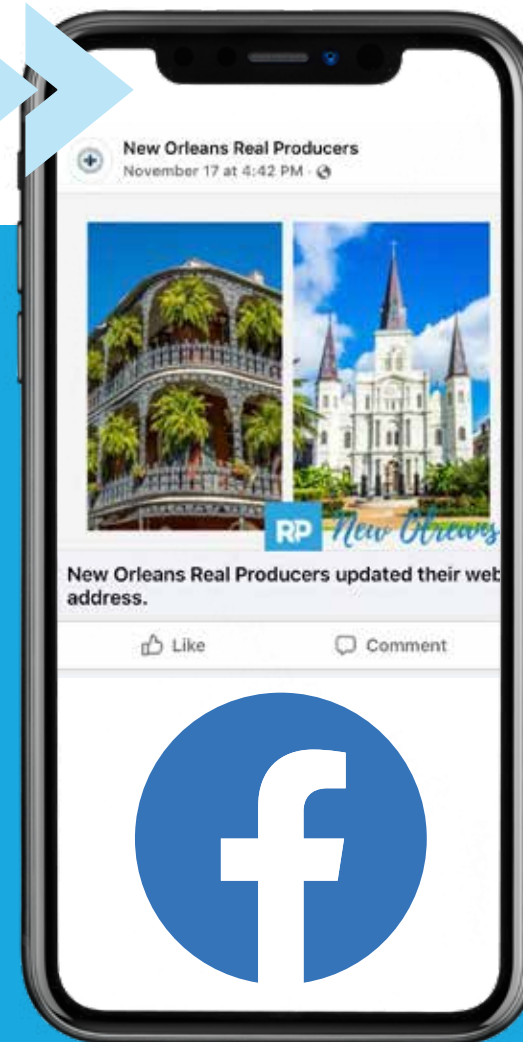 New Orleans Real Producers
November 17 at 4:42 PM ·
RP New Orleans
New Orleans Real Producers updated their web
address.
Like Comment